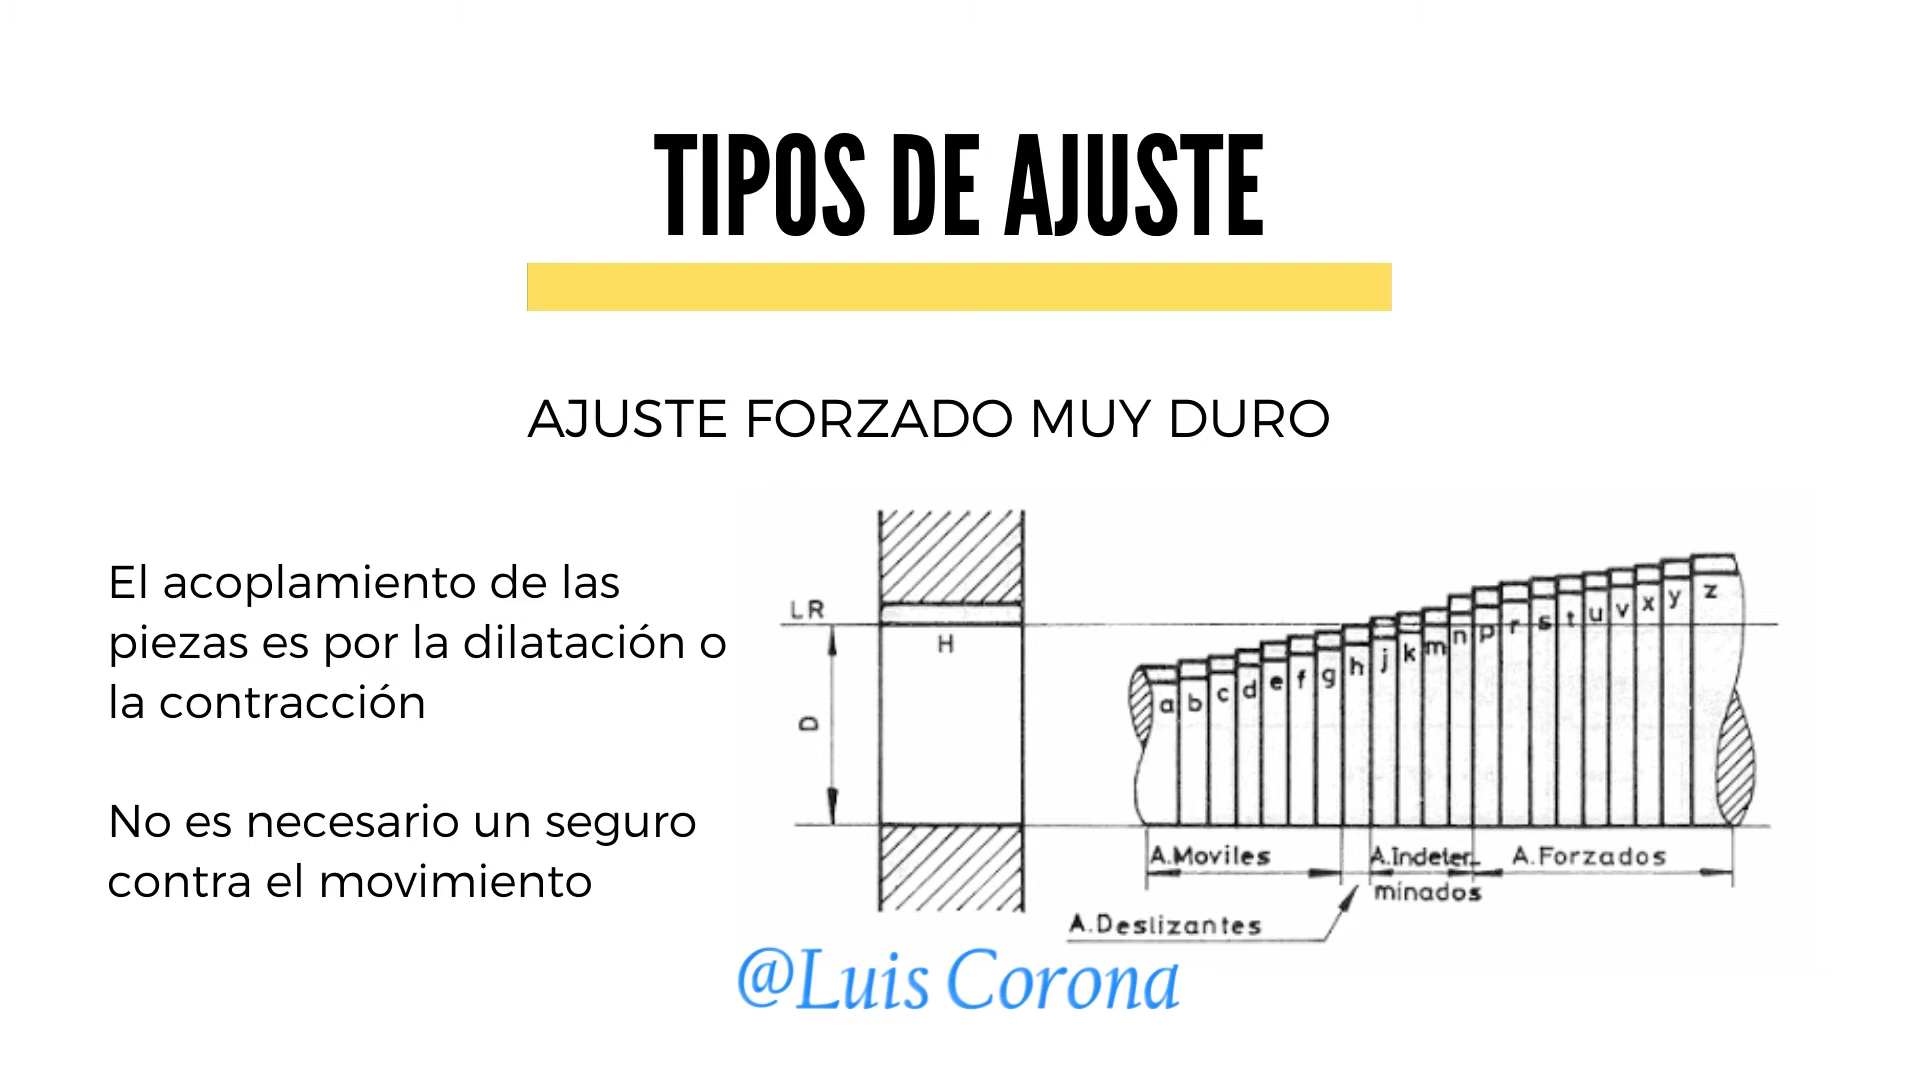 TIPOS DE AJUSTE
AJUSTE FORZADO MUY DURO
El acoplamiento de las
piezas es por la dilatación o
la contracción
No es necesario un seguro
contra el movimiento
LR
H
D
a b c d e f g h j k m n p r s t u v x y z
A.Moviles
A.Indeter-
minados
A.Forzados
A.Deslizantes
@Luis Corona